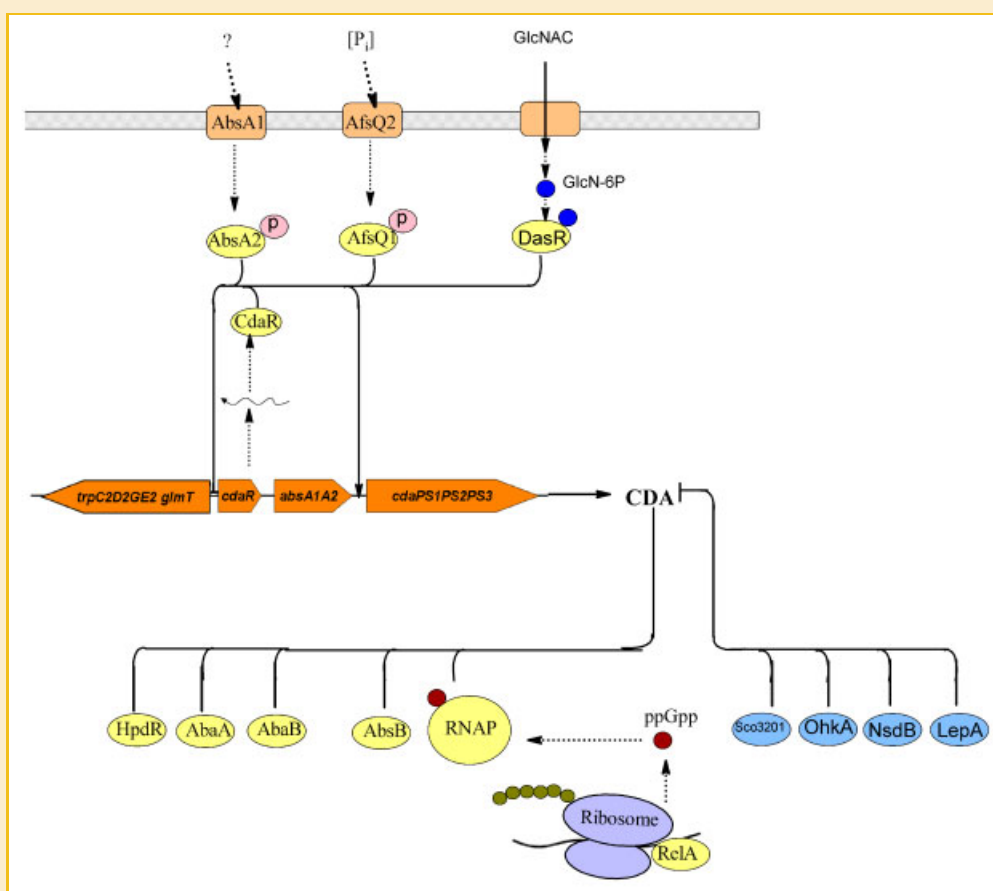 ?
[Pi]
GlcNAC
AbsA1
AfsQ2
GlcN-6P
p
p
AbsA2
AfsQ1
DasR
CdaR
trpC2D2GE2 glmT
cdaR
absA1A2
cdaPS1PS2PS3
CDA
HpdR
AbaA
AbaB
AbsB
RNAP
ppGpp
Sco3201
OhkA
NsdB
LepA
Ribosome
RelA